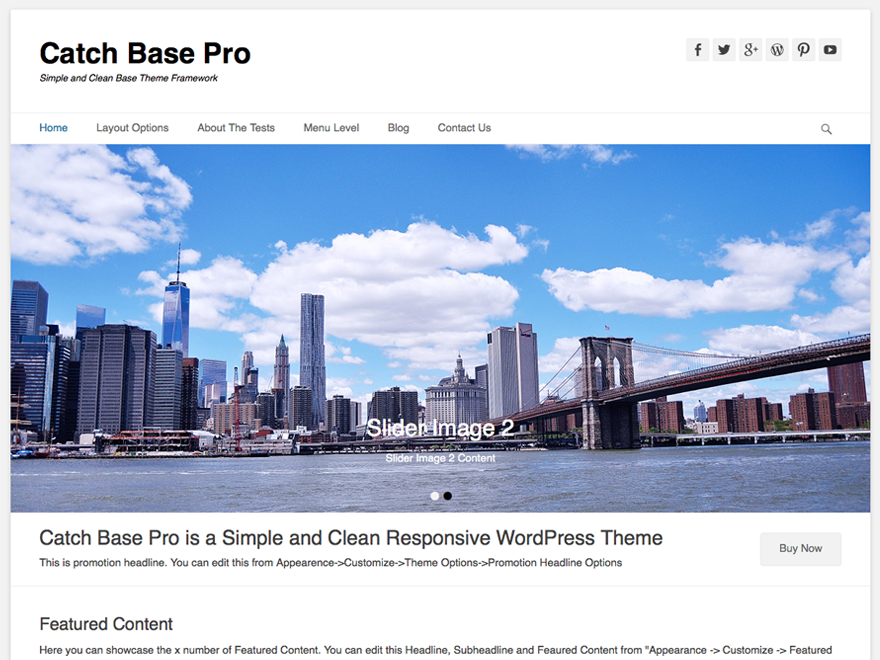 Catch Base Pro
Simple and Clean Base Theme Framework
Home Layout Options About The Tests Menu Level Blog Contact Us
Slider Image 2
Slider Image 2 Content
Catch Base Pro is a Simple and Clean Responsive WordPress Theme
This is promotion headline. You can edit this from Appearence->Customize->Theme Options->Promotion Headline Options
Buy Now
Featured Content
Here you can showcase the x number of Featured Content. You can edit this Headline, Subheadline and Feaured Content from "Appearance -> Customize -> Featured